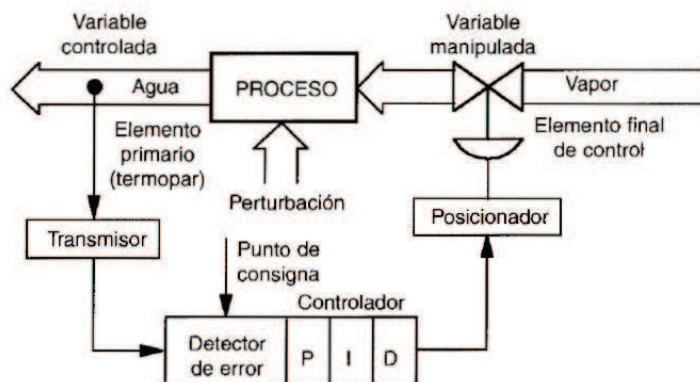 Variable
controlada
Variable
manipulada
Agua
PROCESO
Vapor
Elemento
primario
(termopar)
Elemento final
de control
Perturbación
Posicionador
Transmisor
Punto de
consigna
Controlador
Detector
de error
P
I
D